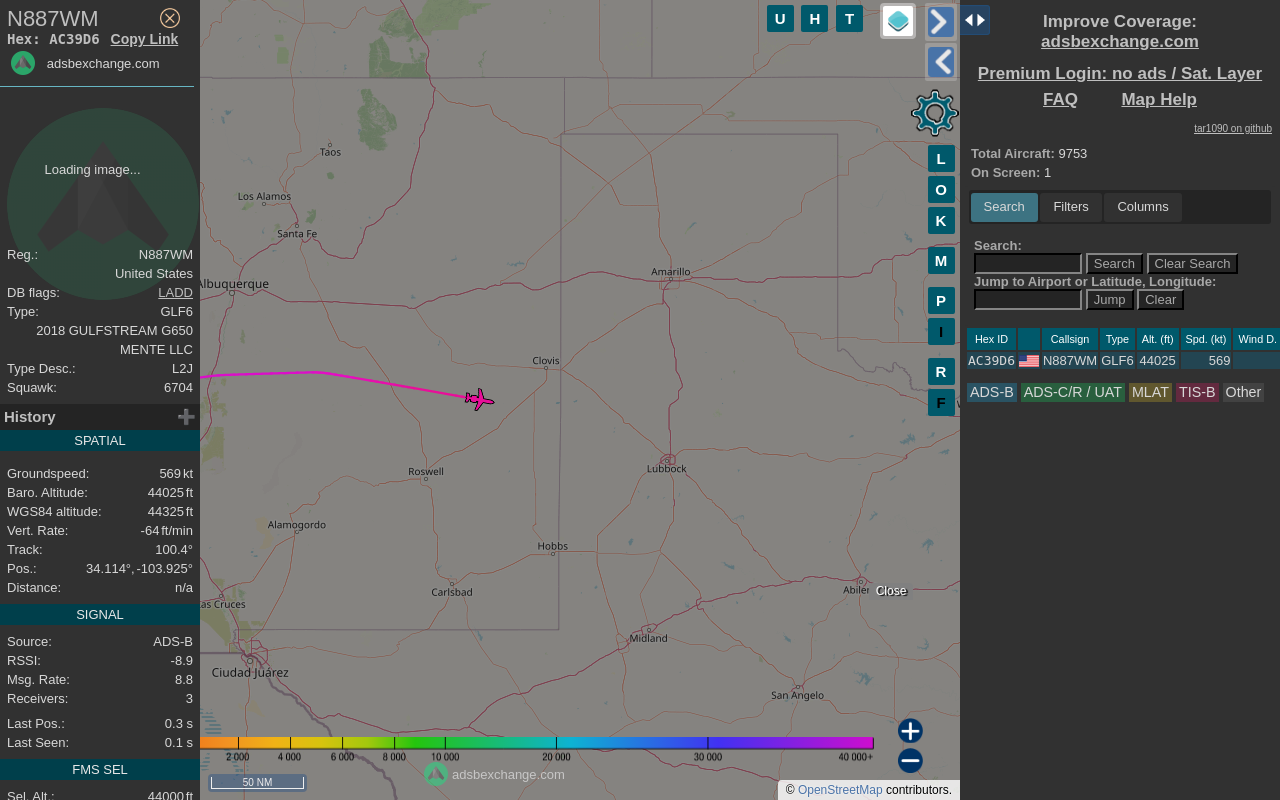 N887WM
Hex: AC39D6 Copy Link
adsbexchange.com
Loading image...
Reg.: N887WM
United States
DB flags: LADD
Type: GLF6
2018 GULFSTREAM G650
MENTE LLC
Type Desc.: L2J
Squawk: 6704
History
SPATIAL
Groundspeed: 569 kt
Baro. Altitude: 44025 ft
WGS84 altitude: 44325 ft
Vert. Rate: -64 ft/min
Track: 100.4°
Pos.: 34.114°, -103.925°
Distance: n/a
SIGNAL
Source: ADS-B
RSSI: -8.9
Msg. Rate: 8.8
Receivers: 3
Last Pos.: 0.3 s
Last Seen: 0.1 s
FMS SEL
Sel. Alt.: 44000 ft
U H T
L
O
K
M
P
I
R
F
Taos
Los Alamos
Santa Fe
Albuquerque
Amarillo
Clovis
Roswell
Lubbock
Alamogordo
Hobbs
Carlsbad
as Cruces
Abiler
Close
Midland
Ciudad Juárez
San Angelo
2 000 4 000 6 000 8 000 10 000 20 000 30 000 40 000+
adsbexchange.com
50 NM
© OpenStreetMap contributors.
Improve Coverage:
adsbexchange.com
Premium Login: no ads / Sat. Layer
FAQ Map Help
tar1090 on github
Total Aircraft: 9753
On Screen: 1
Search Filters Columns
Search:
Search Clear Search
Jump to Airport or Latitude, Longitude:
Jump Clear
Hex ID Callsign Type Alt. (ft) Spd. (kt) Wind D.
AC39D6 N887WM GLF6 44025 569
ADS-B ADS-C/R / UAT MLAT TIS-B Other